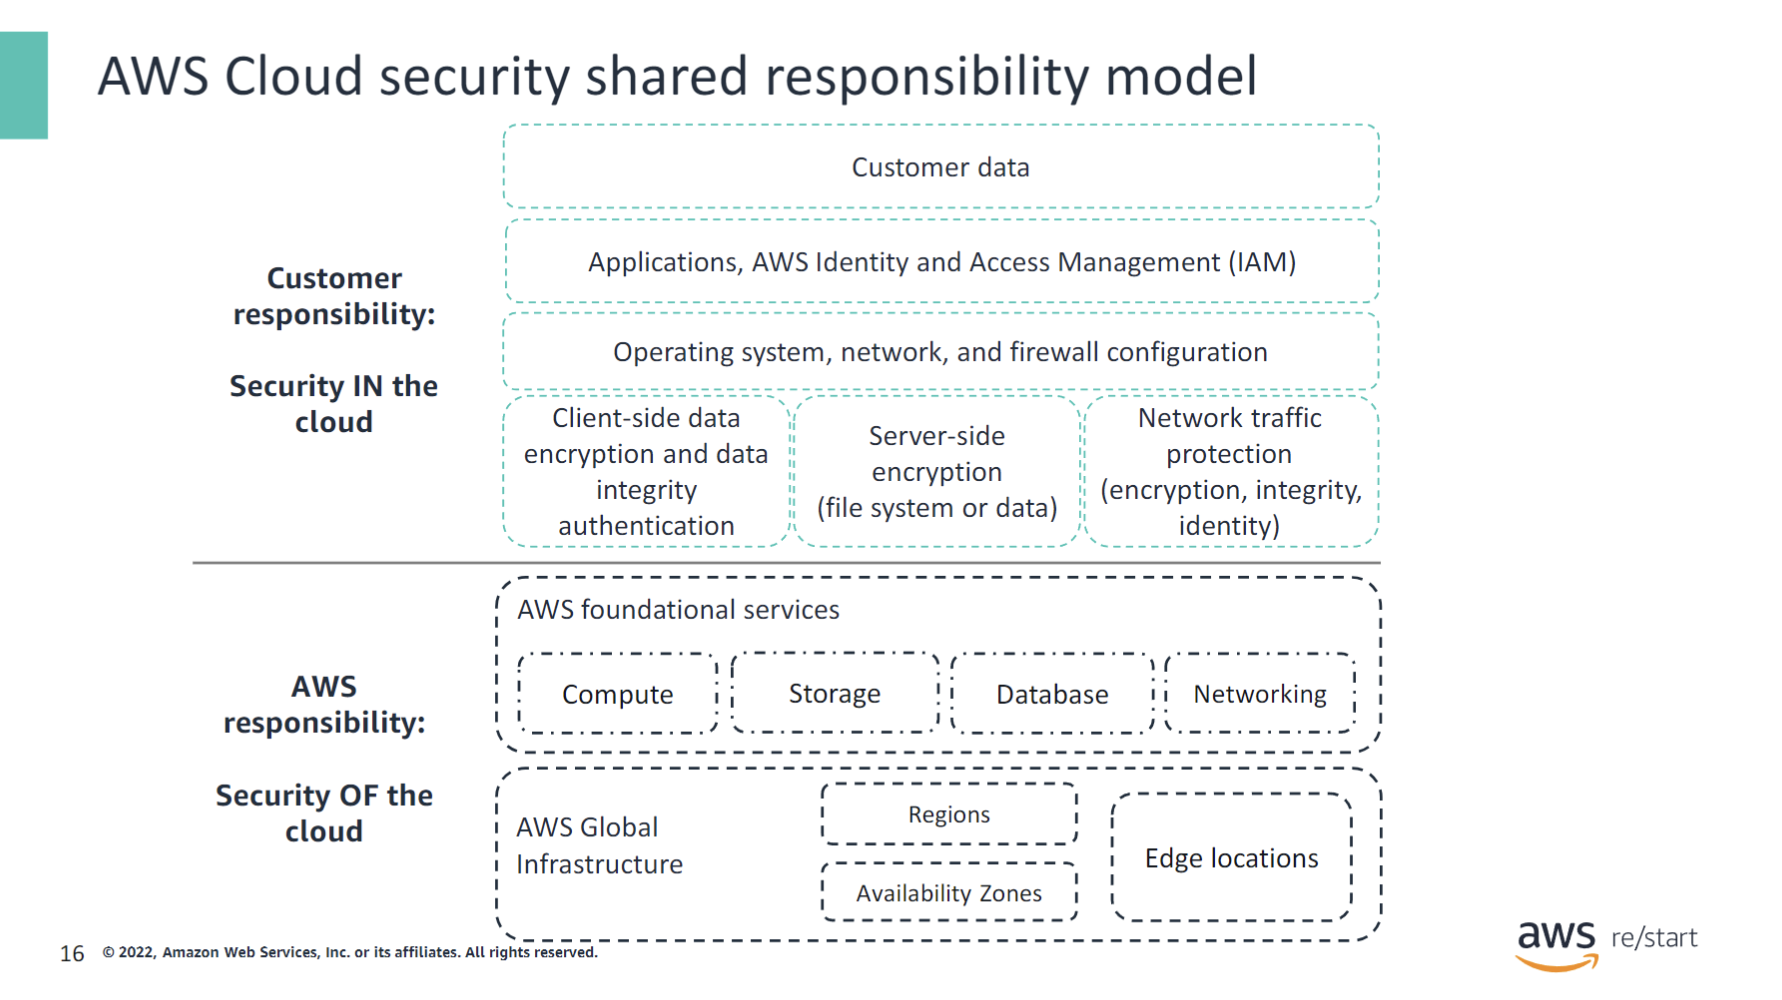 AWS Cloud security shared responsibility model
Customer data
Applications, AWS Identity and Access Management (IAM)
Customer
responsibility:
Security IN the
cloud
Operating system, network, and firewall configuration
Client-side data
encryption and data
integrity
authentication
Server-side
encryption
(file system or data)
Network traffic
protection
(encryption, integrity,
identity)
AWS
responsibility:
Security OF the
cloud
AWS foundational services
Compute
Storage
Database
Networking
AWS Global
Infrastructure
Regions
Availability Zones
Edge locations
16
© 2022, Amazon Web Services, Inc. or its affiliates. All rights reserved.
aws re/start